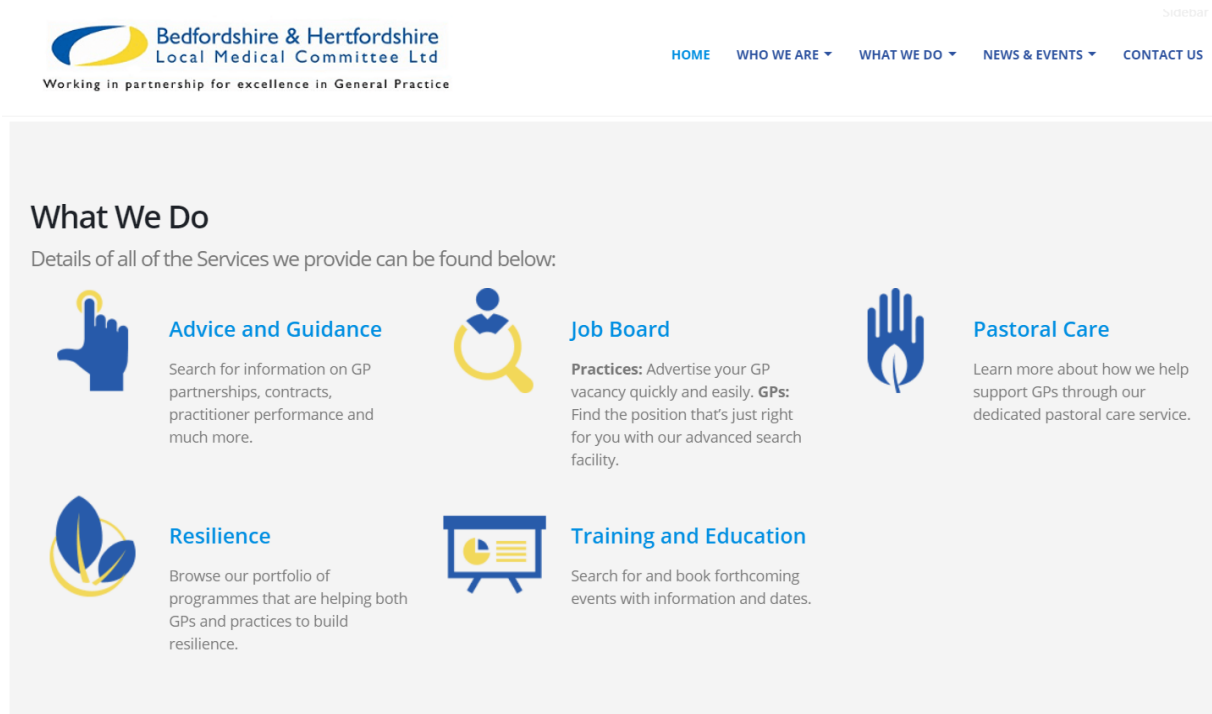 Sidebar
Bedfordshire & Hertfordshire
Local Medical Committee Ltd
Working in partnership for excellence in General Practice
HOME WHO WE ARE WHAT WE DO NEWS & EVENTS CONTACT US
What We Do
Details of all of the Services we provide can be found below:
Advice and Guidance
Search for information on GP
partnerships, contracts,
practitioner performance and
much more.
Job Board
Practices: Advertise your GP
vacancy quickly and easily. GPs:
Find the position that's just right
for you with our advanced search
facility.
Pastoral Care
Learn more about how we help
support GPs through our
dedicated pastoral care service.
Resilience
Browse our portfolio of
programmes that are helping both
GPs and practices to build
resilience.
Training and Education
Search for and book forthcoming
events with information and dates.